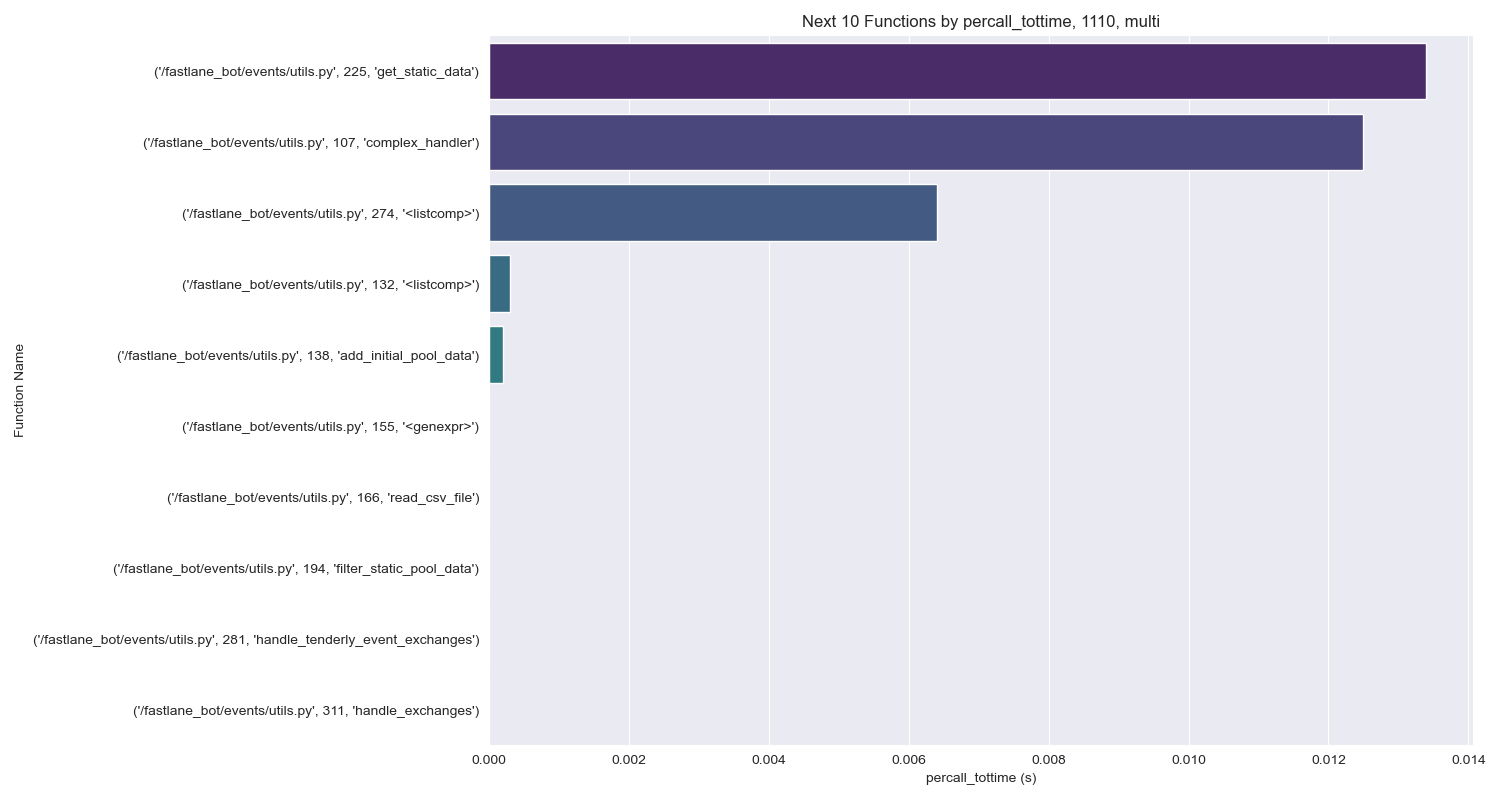 Next 10 Functions by percall_tottime, 1110, multi
Function Name
('/fastlane_bot/events/utils.py', 225, 'get_static_data')
('/fastlane_bot/events/utils.py', 107, 'complex_handler')
('/fastlane_bot/events/utils.py', 274, '<listcomp>')
('/fastlane_bot/events/utils.py', 132, '<listcomp>')
('/fastlane_bot/events/utils.py', 138, 'add_initial_pool_data')
('/fastlane_bot/events/utils.py', 155, '<genexpr>')
('/fastlane_bot/events/utils.py', 166, 'read_csv_file')
('/fastlane_bot/events/utils.py', 194, 'filter_static_pool_data')
('/fastlane_bot/events/utils.py', 281, 'handle_tenderly_event_exchanges')
('/fastlane_bot/events/utils.py', 311, 'handle_exchanges')
0.000 0.002 0.004 0.006 0.008 0.010 0.012 0.014
percall_tottime (s)